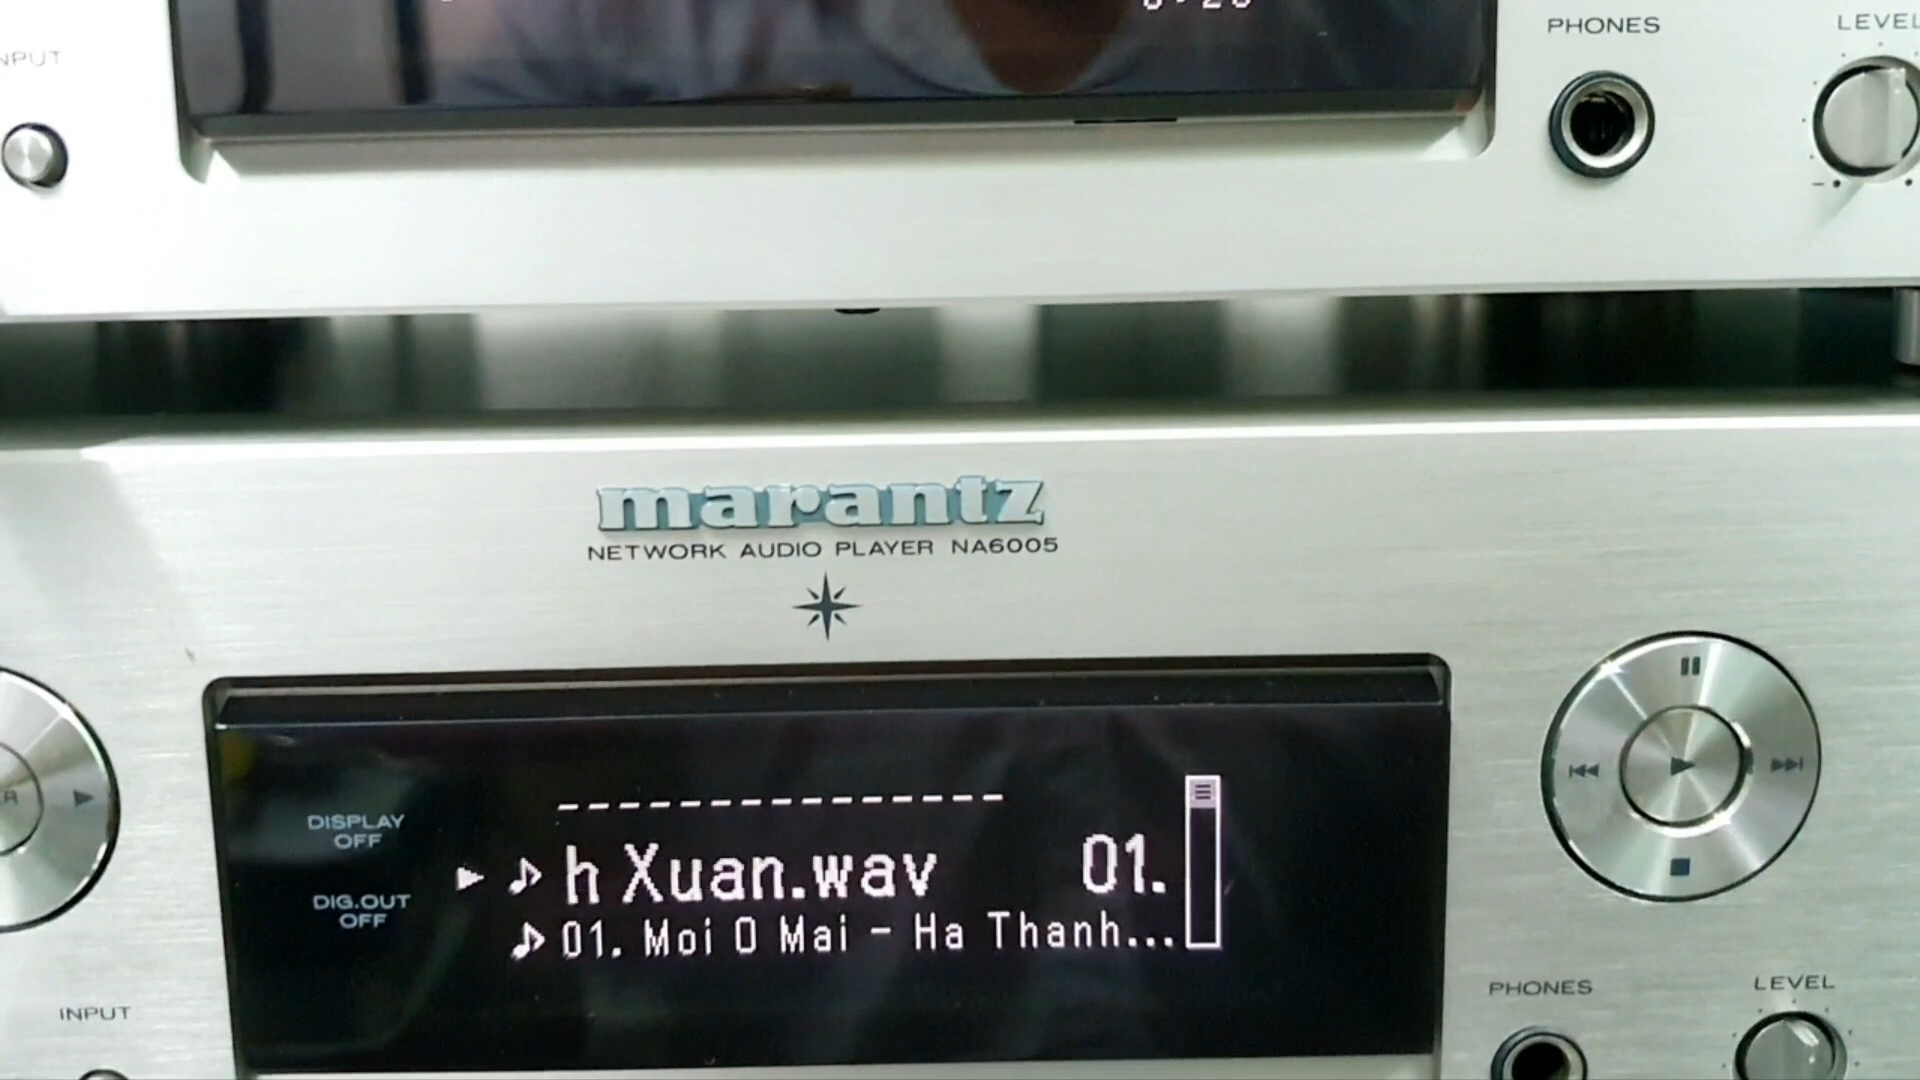 PHONES
LEVEL
marantz
NETWORK AUDIO PLAYER NA6005
DISPLAY
OFF
DIG.OUT
OFF
---------------
h Xuan.wav 01.
01. Moi O Mai - Ha Thanh...
INPUT
PHONES
LEVEL